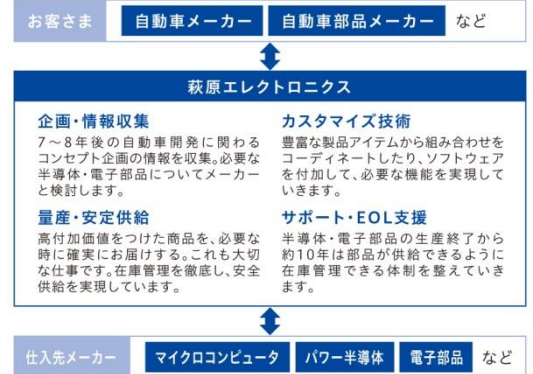 お客さま 自動車メーカー 自動車部品メーカー など
萩原エレクトロニクス
企画・情報収集
7～8年後の自動車開発に関わる
コンセプト企画の情報を収集。必要な
半導体・電子部品についてメーカー
と検討します。
カスタマイズ技術
豊富な製品アイテムから組み合わせを
コーディネートしたり、ソフトウェア
を付加して、必要な機能を実現して
いきます。
量産・安定供給
高付加価値をつけた商品を、必要な
時に確実にお届けする。これも大切
な仕事です。在庫管理を徹底し、安全
供給を実現しています。
サポート・EOL支援
半導体・電子部品の生産終了から
約10年は部品が供給できるように
在庫管理できる体制を整えていき
ます。
仕入先メーカー マイクロコンピュータ パワー半導体 電子部品 など